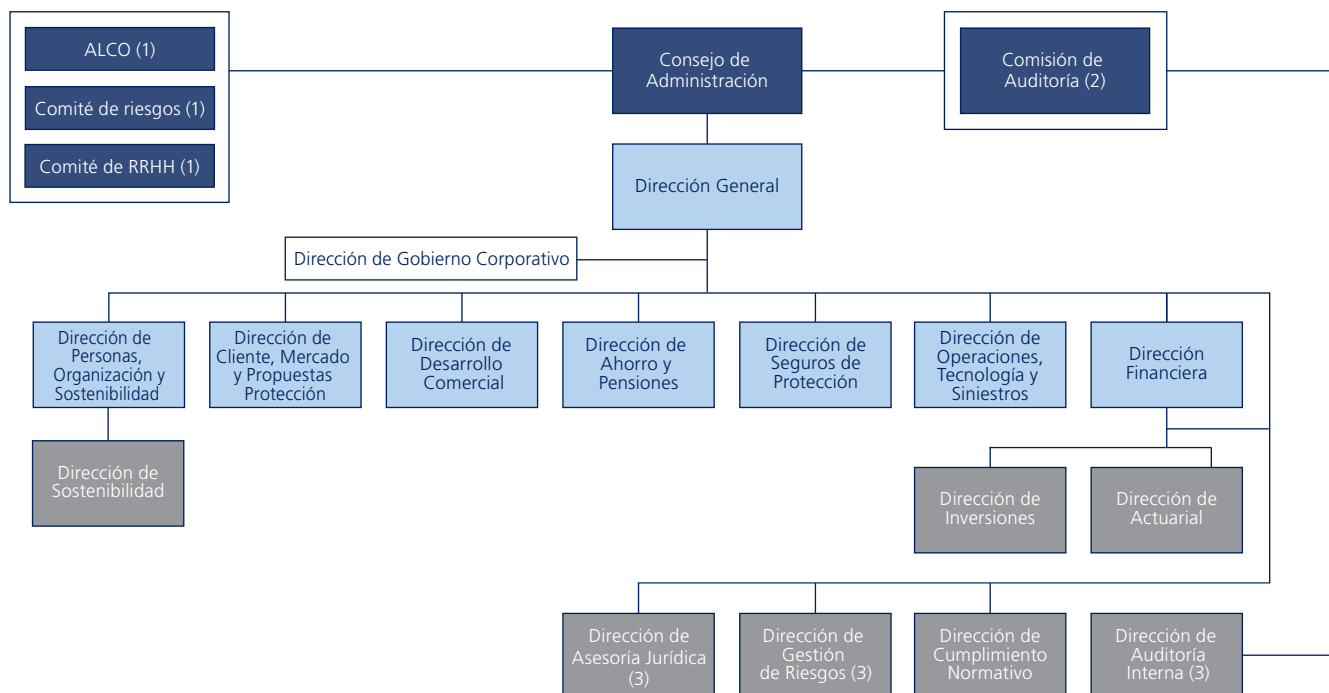 ALCO (1)
Comité de riesgos (1)
Comité de RRHH (1)
Consejo de
Administración
Comisión de
Auditoría (2)
Dirección General
Dirección de Gobierno Corporativo
Dirección de
Personas,
Organización y
Sostenibilidad
Dirección de
Cliente, Mercado
y Propuestas
Protección
Dirección de
Desarrollo
Comercial
Dirección de
Ahorro y
Pensiones
Dirección de
Seguros de
Protección
Dirección de
Operaciones,
Tecnología y
Siniestros
Dirección
Financiera
Dirección de
Sostenibilidad
Dirección de
Inversiones
Dirección de
Actuarial
Dirección de
Asesoría Jurídica
(3)
Dirección de
Gestión
de Riesgos (3)
Dirección de
Cumplimiento
Normativo
Dirección de
Auditoría
Interna (3)